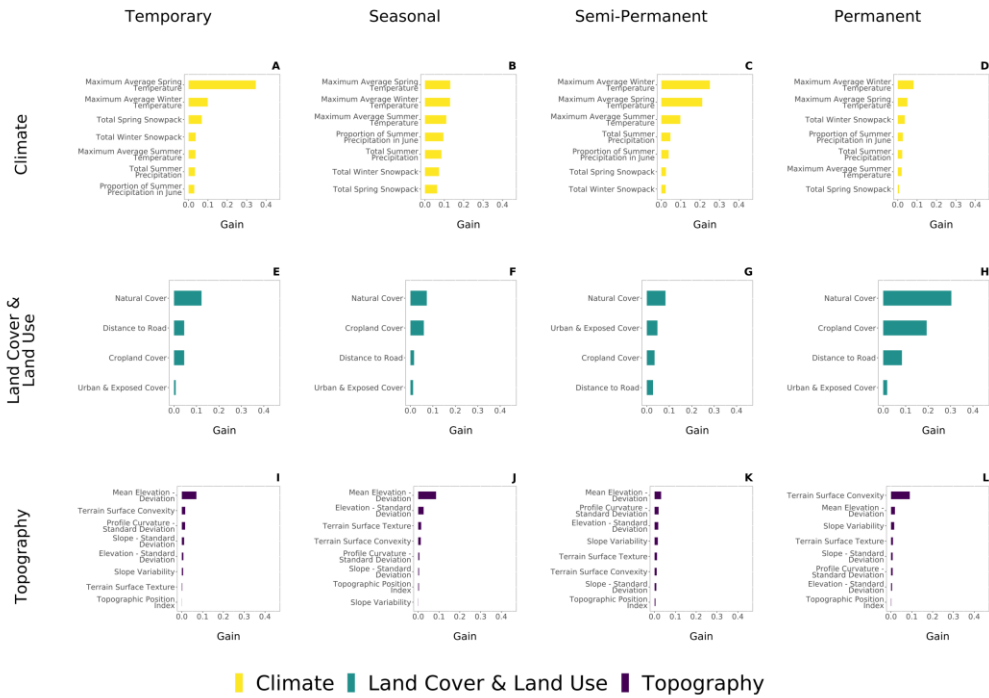 Temporary
Seasonal
Semi-Permanent
Permanent
Climate
A
Maximum Average Spring
Temperature
Maximum Average Winter
Temperature
Total Spring Snowpack
Total Winter Snowpack
Maximum Average Summer
Temperature
Total Summer
Precipitation
Proportion of Summer
Precipitation in June
0.0 0.1 0.2 0.3 0.4
Gain
B
Maximum Average Spring
Temperature
Maximum Average Winter
Temperature
Maximum Average Summer
Temperature
Proportion of Summer
Precipitation in June
Total Summer
Precipitation
Total Winter Snowpack
Total Spring Snowpack
0.0 0.1 0.2 0.3 0.4
Gain
C
Maximum Average Winter
Temperature
Maximum Average Spring
Temperature
Maximum Average Summer
Temperature
Total Summer
Precipitation
Proportion of Summer
Precipitation in June
Total Spring Snowpack
Total Winter Snowpack
0.0 0.1 0.2 0.3 0.4
Gain
D
Maximum Average Winter
Temperature
Maximum Average Spring
Temperature
Total Winter Snowpack
Proportion of Summer
Precipitation in June
Total Summer
Precipitation
Maximum Average Summer
Temperature
Total Spring Snowpack
0.0 0.1 0.2 0.3 0.4
Gain
Land Cover &
Land Use
E
Natural Cover
Distance to Road
Cropland Cover
Urban & Exposed Cover
0.0 0.1 0.2 0.3 0.4
Gain
F
Natural Cover
Cropland Cover
Distance to Road
Urban & Exposed Cover
0.0 0.1 0.2 0.3 0.4
Gain
G
Natural Cover
Urban & Exposed Cover
Cropland Cover
Distance to Road
0.0 0.1 0.2 0.3 0.4
Gain
H
Natural Cover
Cropland Cover
Distance to Road
Urban & Exposed Cover
0.0 0.1 0.2 0.3 0.4
Gain
Topography
I
Mean Elevation -
Deviation
Terrain Surface Convexity
Profile Curvature -
Standard Deviation
Slope - Standard
Deviation
Elevation - Standard
Deviation
Slope Variability
Terrain Surface Texture
Topographic Position
Index
0.0 0.1 0.2 0.3 0.4
Gain
J
Mean Elevation -
Deviation
Elevation - Standard
Deviation
Terrain Surface Texture
Terrain Surface Convexity
Profile Curvature -
Standard Deviation
Slope - Standard
Deviation
Topographic Position
Index
Slope Variability
0.0 0.1 0.2 0.3 0.4
Gain
K
Mean Elevation -
Deviation
Profile Curvature -
Standard Deviation
Elevation - Standard
Deviation
Slope Variability
Terrain Surface Texture
Terrain Surface Convexity
Slope - Standard
Deviation
Topographic Position
Index
0.0 0.1 0.2 0.3 0.4
Gain
L
Terrain Surface Convexity
Mean Elevation -
Deviation
Slope Variability
Terrain Surface Texture
Slope - Standard
Deviation
Profile Curvature -
Standard Deviation
Elevation - Standard
Deviation
Topographic Position
Index
0.0 0.1 0.2 0.3 0.4
Gain
Climate Land Cover & Land Use Topography